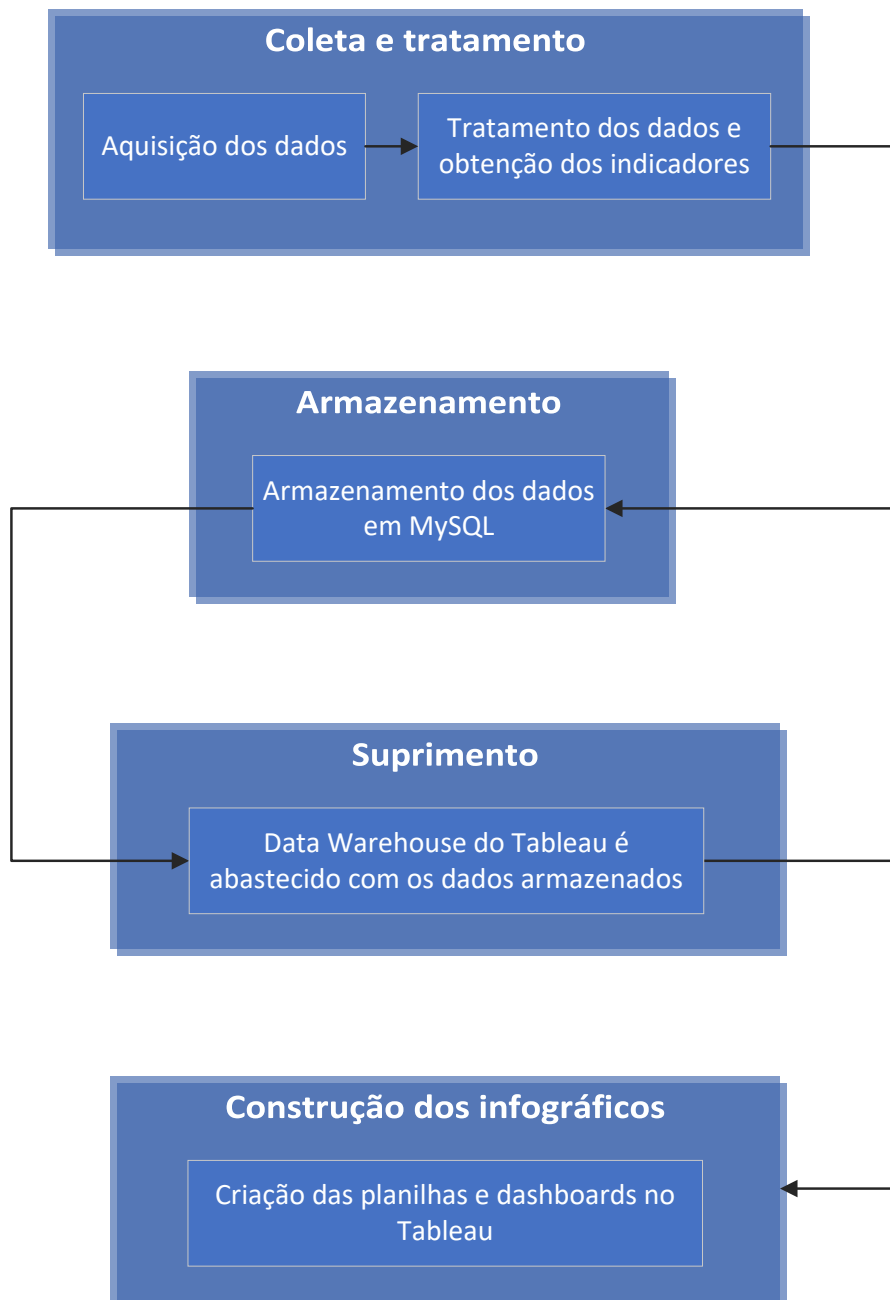 Coleta e tratamento
Aquisição dos dados
Tratamento dos dados e
obtenção dos indicadores
Armazenamento
Armazenamento dos dados
em MySQL
Suprimento
Data Warehouse do Tableau é
abastecido com os dados armazenados
Construção dos infográficos
Criação das planilhas e dashboards no
Tableau